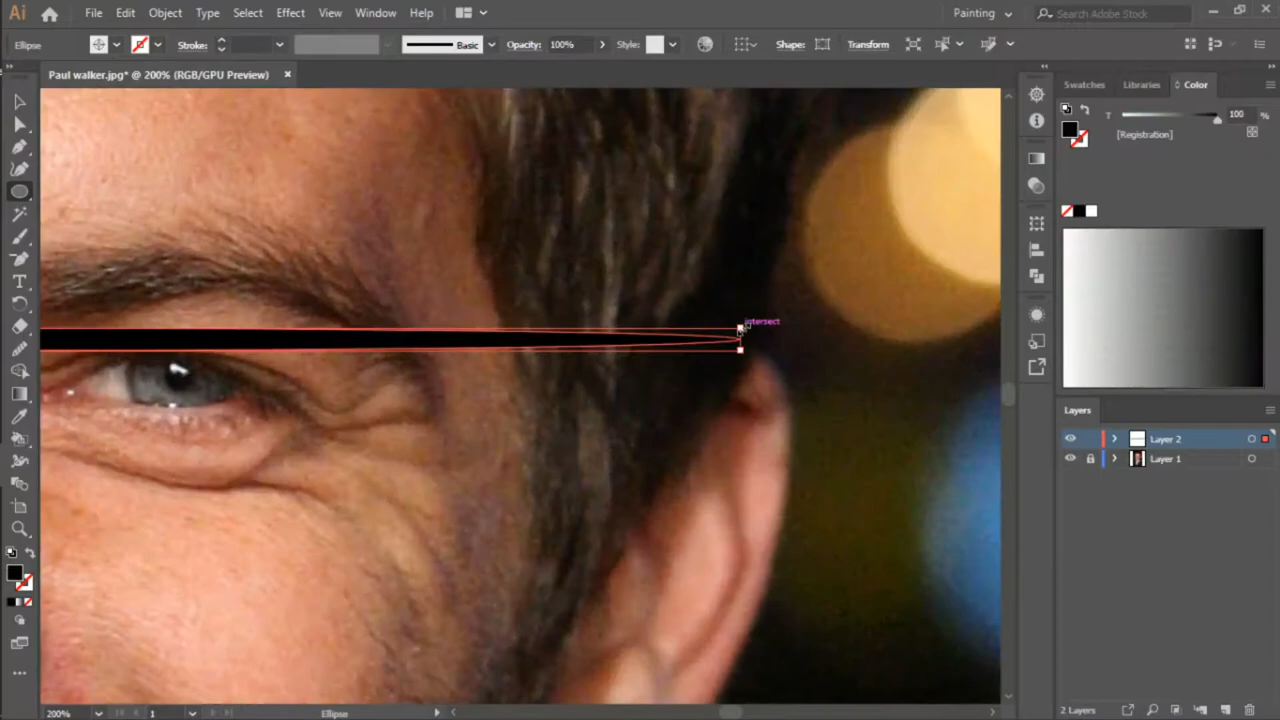 Ai File Edit Object Type Select Effect View Window Help Painting Search Adobe Stock
Ellipse Stroke: Basic Opacity: 100% Style: Shape: Transform
Paul walker.jpg* @ 200% (RGB/GPU Preview)
Swatches Libraries Color
T 100 %
[Registration]
intersect
Layers
Layer 2
Layer 1
200% 1 Ellipse 2 Layers